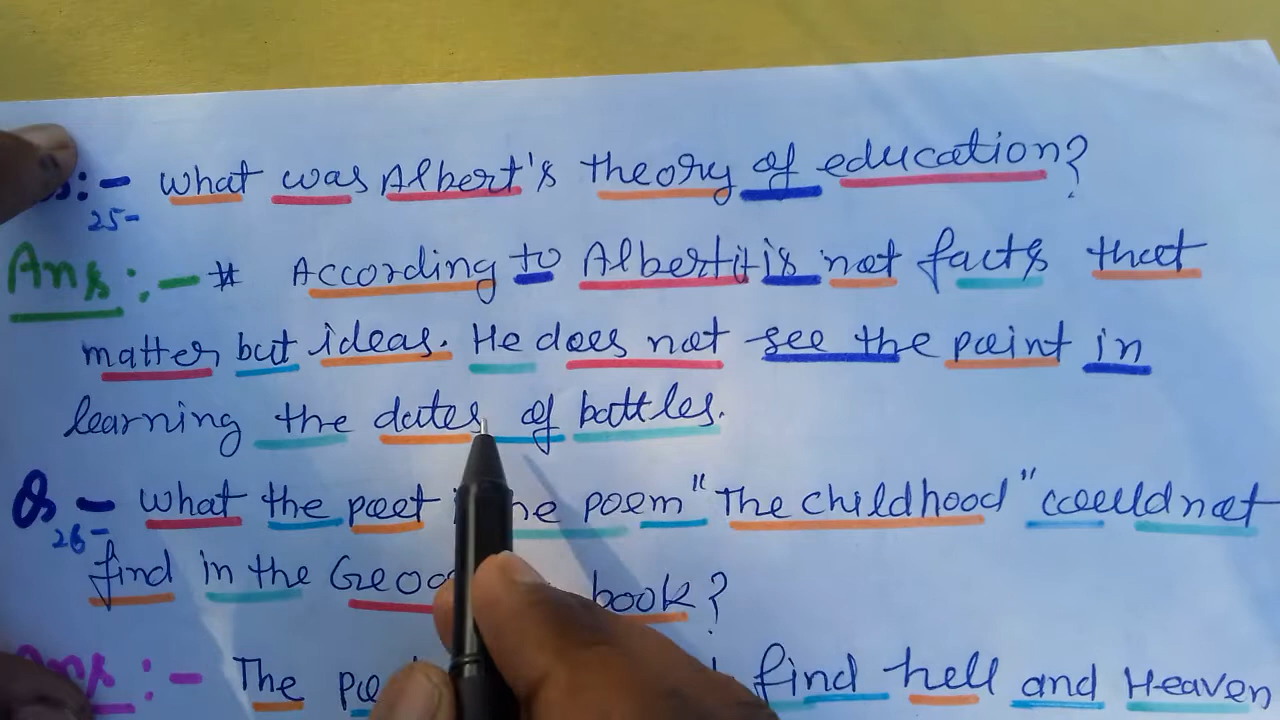 :- What was Albert's theory of education?
25-
Ans :- # According to Albert it is not facts that
matter but ideas. He does not see the point in
learning the dates of battles.
Q - What the poet the poem "The childhood" could not
26-
find in the book?
Ans :- The find hell and Heaven